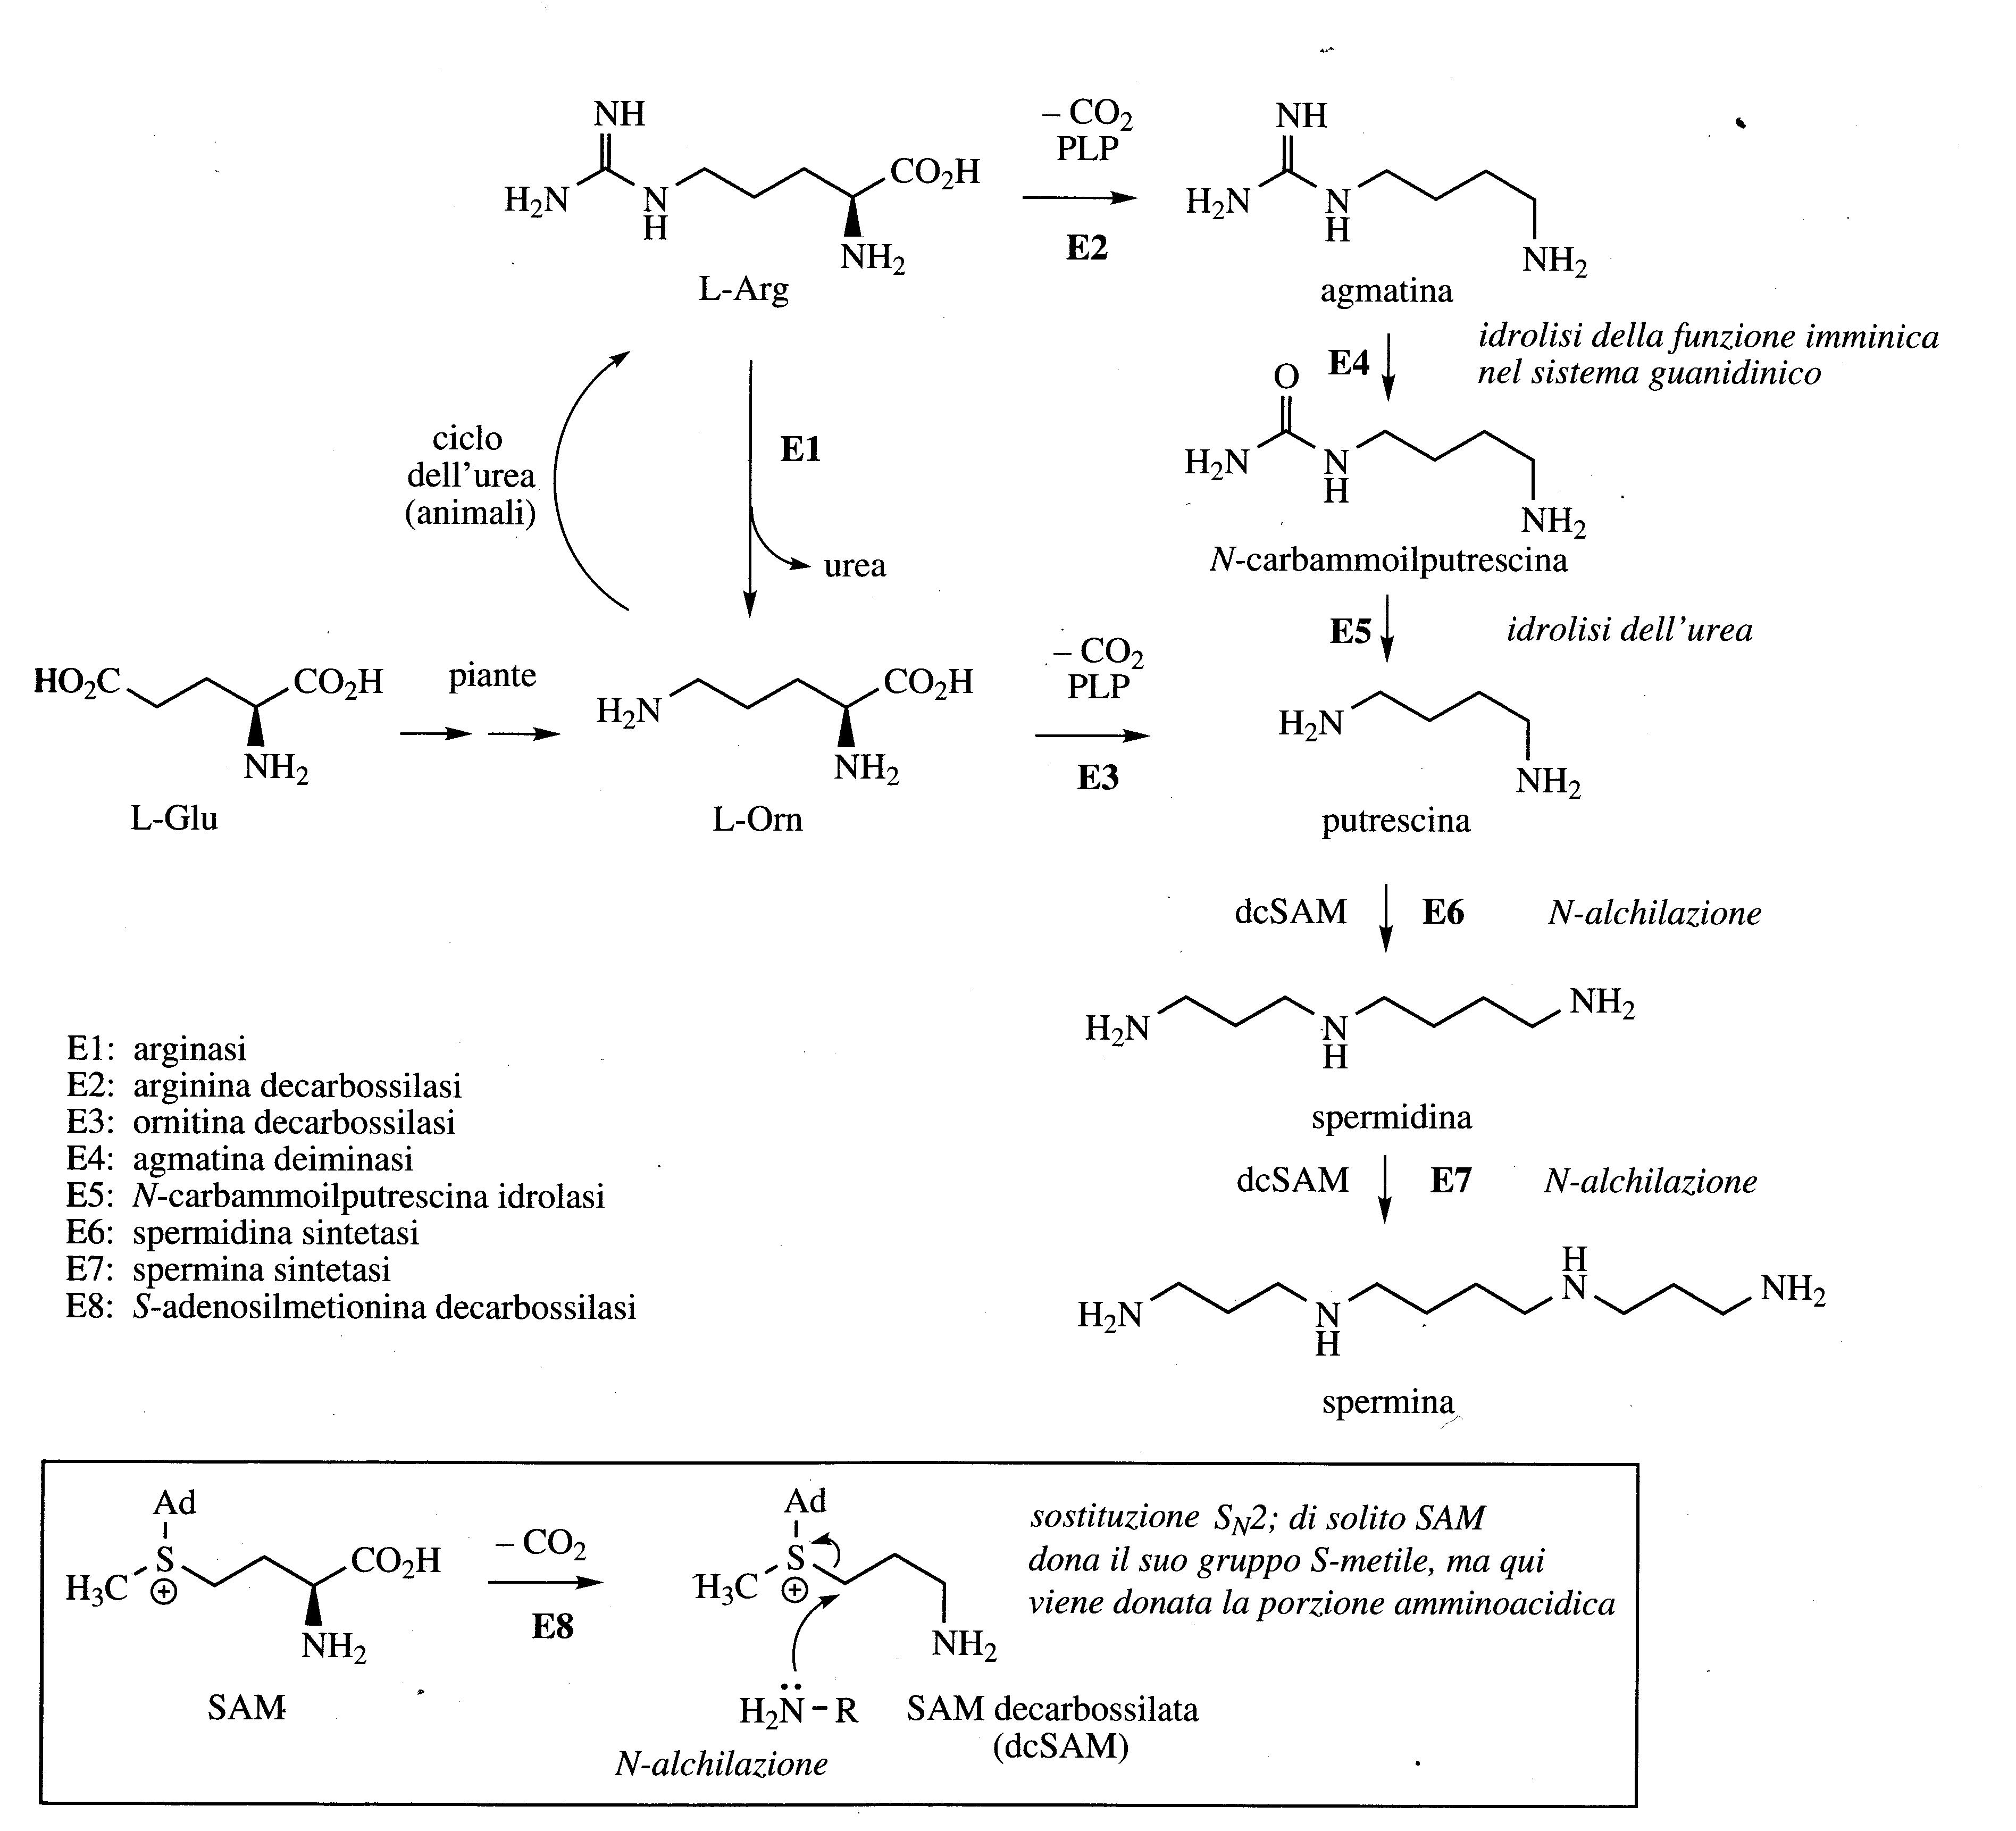 NH
H₂N
N
H
CO₂H
NH₂
L-Arg
– CO₂
PLP
E2
NH
H₂N
N
H
NH₂
agmatina
idrolisi della funzione imminica
nel sistema guanidinico
E4
ciclo
dell'urea
(animali)
E1
urea
O
H₂N
N
H
NH₂
N-carbammoilputrescina
E5
idrolisi dell'urea
HO₂C
CO₂H
NH₂
L-Glu
piante
H₂N
CO₂H
NH₂
L-Orn
– CO₂
PLP
E3
H₂N
NH₂
putrescina
dcSAM
E6
N-alchilazione
H₂N
N
H
NH₂
spermidina
dcSAM
E7
N-alchilazione
H₂N
N
H
H
N
NH₂
spermina
E1: arginasi
E2: arginina decarbossilasi
E3: ornitina decarbossilasi
E4: agmatina deiminasi
E5: N-carbammoilputrescina idrolasi
E6: spermidina sintetasi
E7: spermina sintetasi
E8: S-adenosilmetionina decarbossilasi
Ad
S
H₃C
⊕
CO₂H
NH₂
SAM
– CO₂
E8
Ad
S
H₃C
⊕
NH₂
H₂N̈–R
N-alchilazione
SAM decarbossilata
(dcSAM)
sostituzione S_N2; di solito SAM
dona il suo gruppo S-metile, ma qui
viene donata la porzione amminoacidica